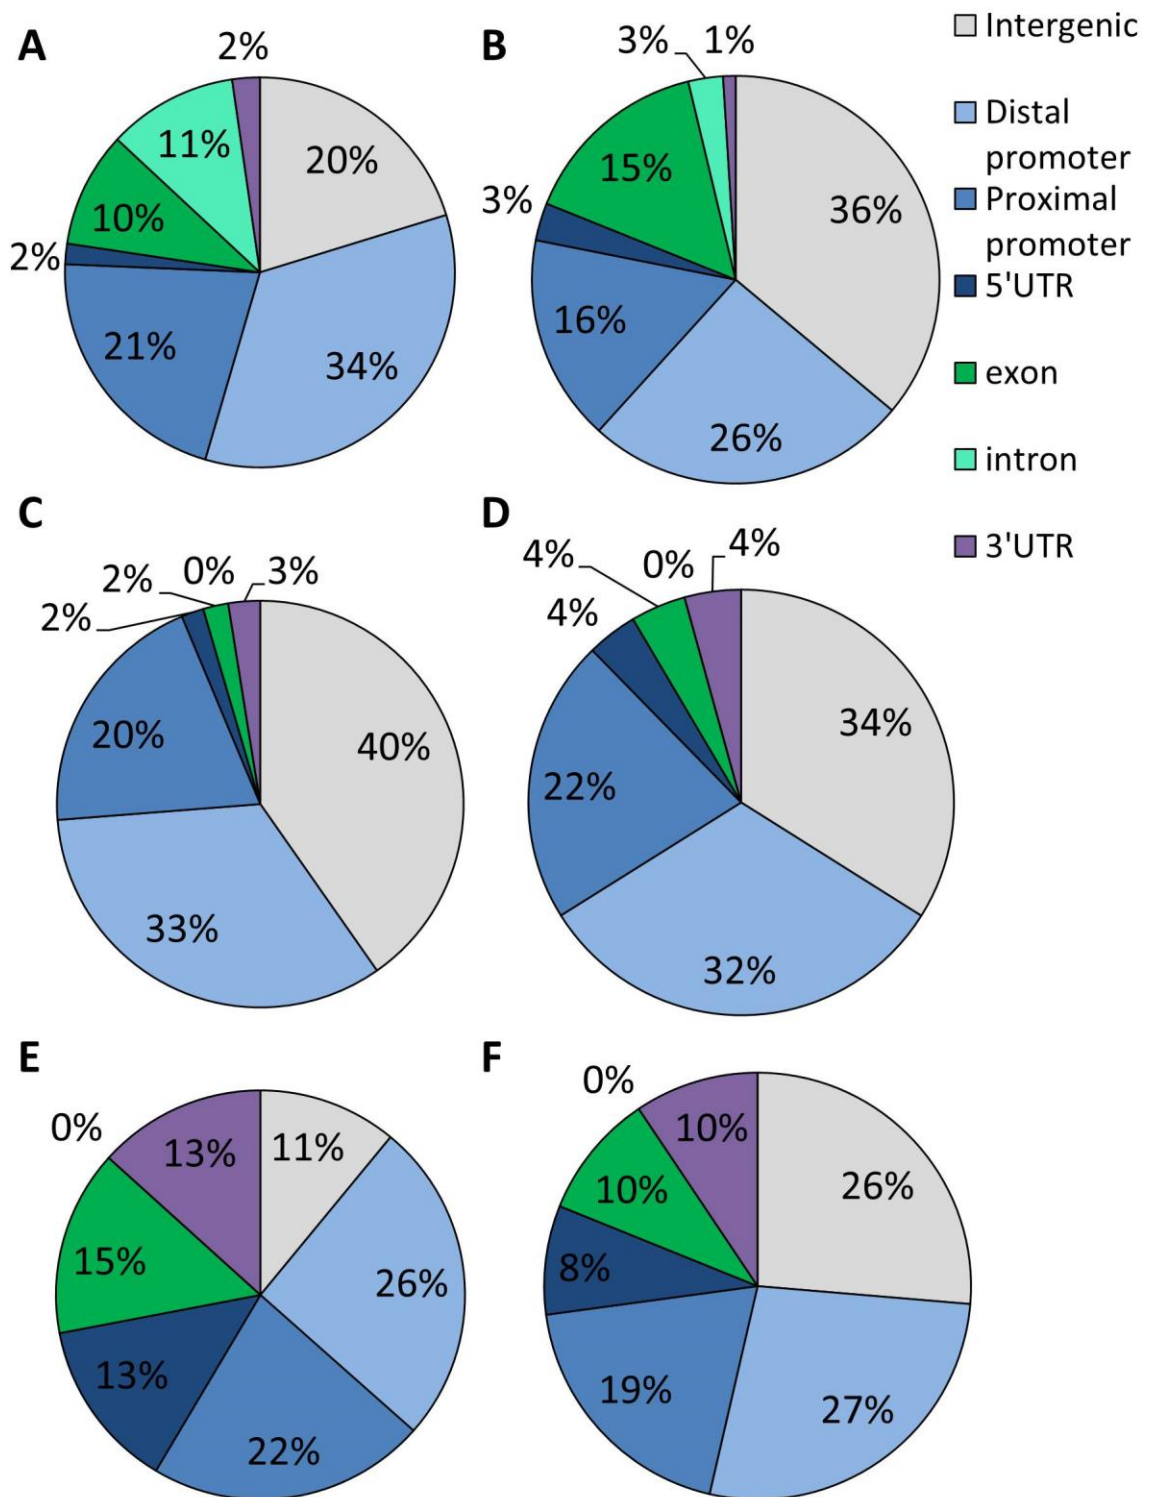 A
2%
20%
34%
21%
2%
10%
11%
B
3%
1%
36%
26%
16%
3%
15%
Intergenic
Distal
promoter
Proximal
promoter
5'UTR
exon
intron
3'UTR
C
2%
2%
0%
3%
40%
33%
20%
D
4%
4%
0%
4%
34%
32%
22%
E
0%
13%
11%
26%
22%
13%
15%
F
0%
10%
26%
27%
19%
8%
10%